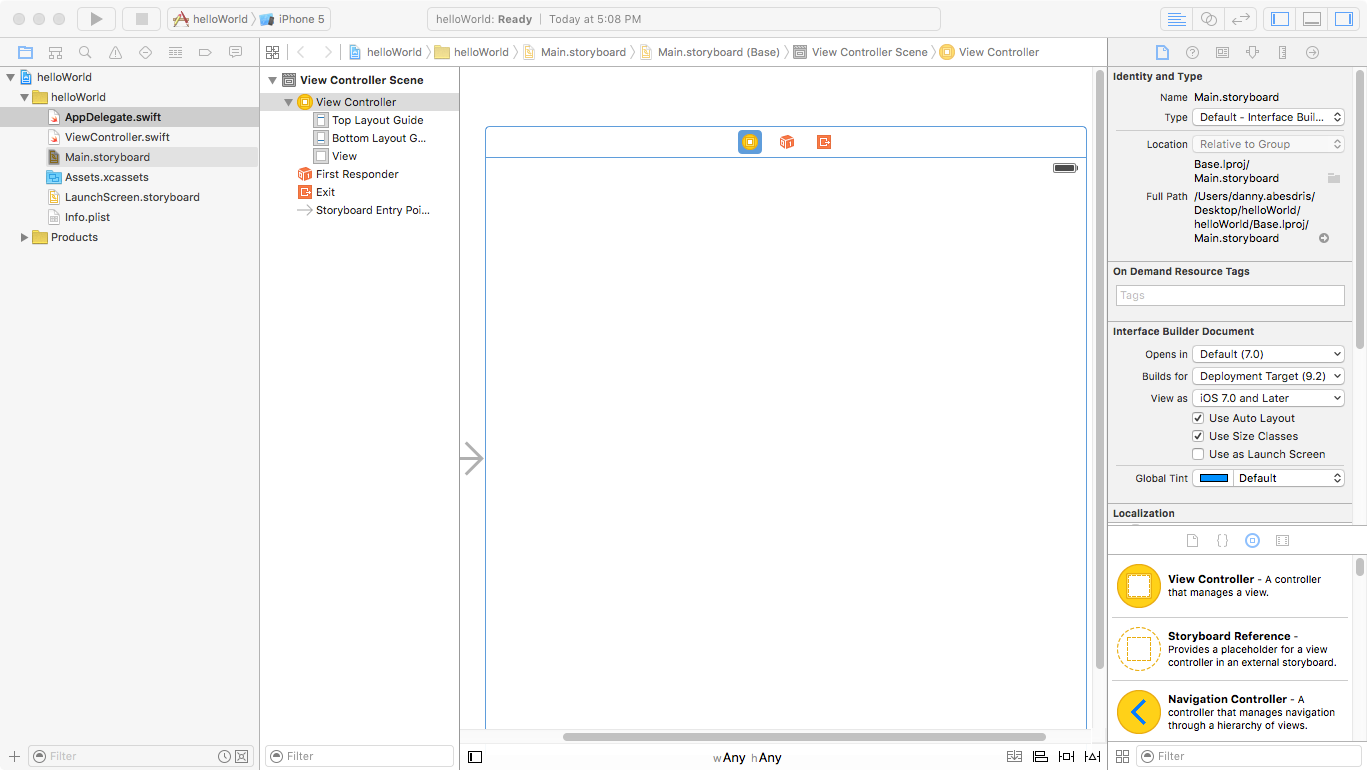 helloWorld iPhone 5
helloWorld: Ready Today at 5:08 PM
helloWorld helloWorld Main.storyboard Main.storyboard (Base) View Controller Scene View Controller
helloWorld
helloWorld
AppDelegate.swift
ViewController.swift
Main.storyboard
Assets.xcassets
LaunchScreen.storyboard
Info.plist
Products
Filter
View Controller Scene
View Controller
Top Layout Guide
Bottom Layout G...
View
First Responder
Exit
Storyboard Entry Poi...
Filter
wAny hAny
Identity and Type
Name Main.storyboard
Type Default - Interface Buil...
Location Relative to Group
Base.lproj/
Main.storyboard
Full Path /Users/danny.abesdris/
Desktop/helloWorld/
helloWorld/Base.lproj/
Main.storyboard
On Demand Resource Tags
Tags
Interface Builder Document
Opens in Default (7.0)
Builds for Deployment Target (9.2)
View as iOS 7.0 and Later
Use Auto Layout
Use Size Classes
Use as Launch Screen
Global Tint Default
Localization
{}
View Controller - A controller
that manages a view.
Storyboard Reference -
Provides a placeholder for a view
controller in an external storyboard.
Navigation Controller - A
controller that manages navigation
through a hierarchy of views.
Filter